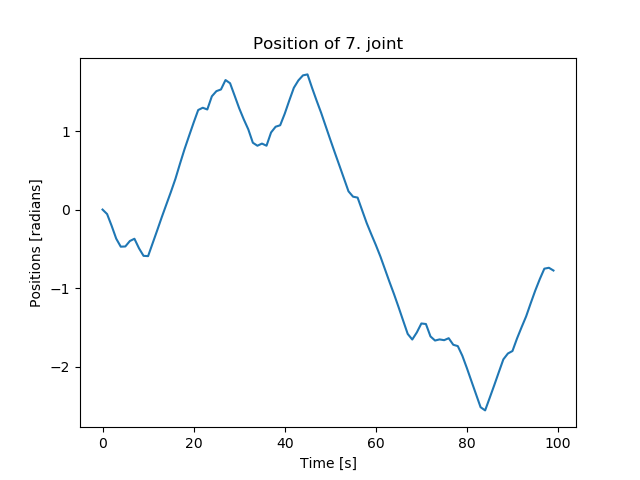 Position of 7. joint
Positions [radians]
1
0
−1
−2
0 20 40 60 80 100
Time [s]